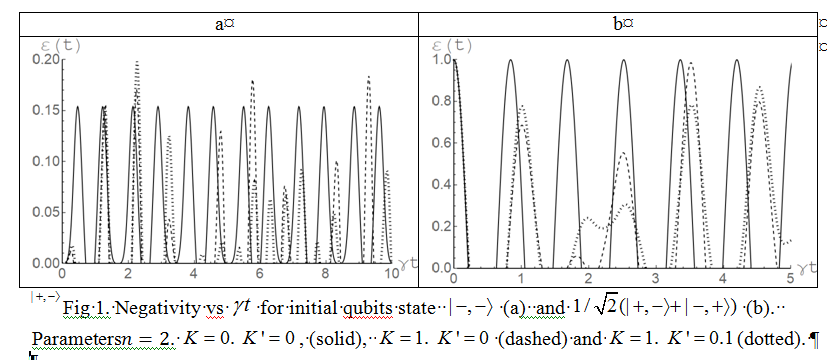 a¤ b¤ ¤
ε(t) ε(t) ¤
0.20 1.0
0.15 0.8
0.10 0.6
0.4
0.05 0.2
0.00 0.0
0 2 4 6 8 10 γt 0 1 2 3 4 5 γt
|+,−⟩
Fig·1.·Negativity·vs· γt ·for·initial·qubits·state··|−,−⟩ ·(a)··and·1/√2(|+,−⟩+|−,+⟩)·(b).··
Parametersn = 2.·K = 0. K' = 0,·(solid),··K = 1. K' = 0 ·(dashed)·and·K = 1. K' = 0.1 (dotted).¶
¶